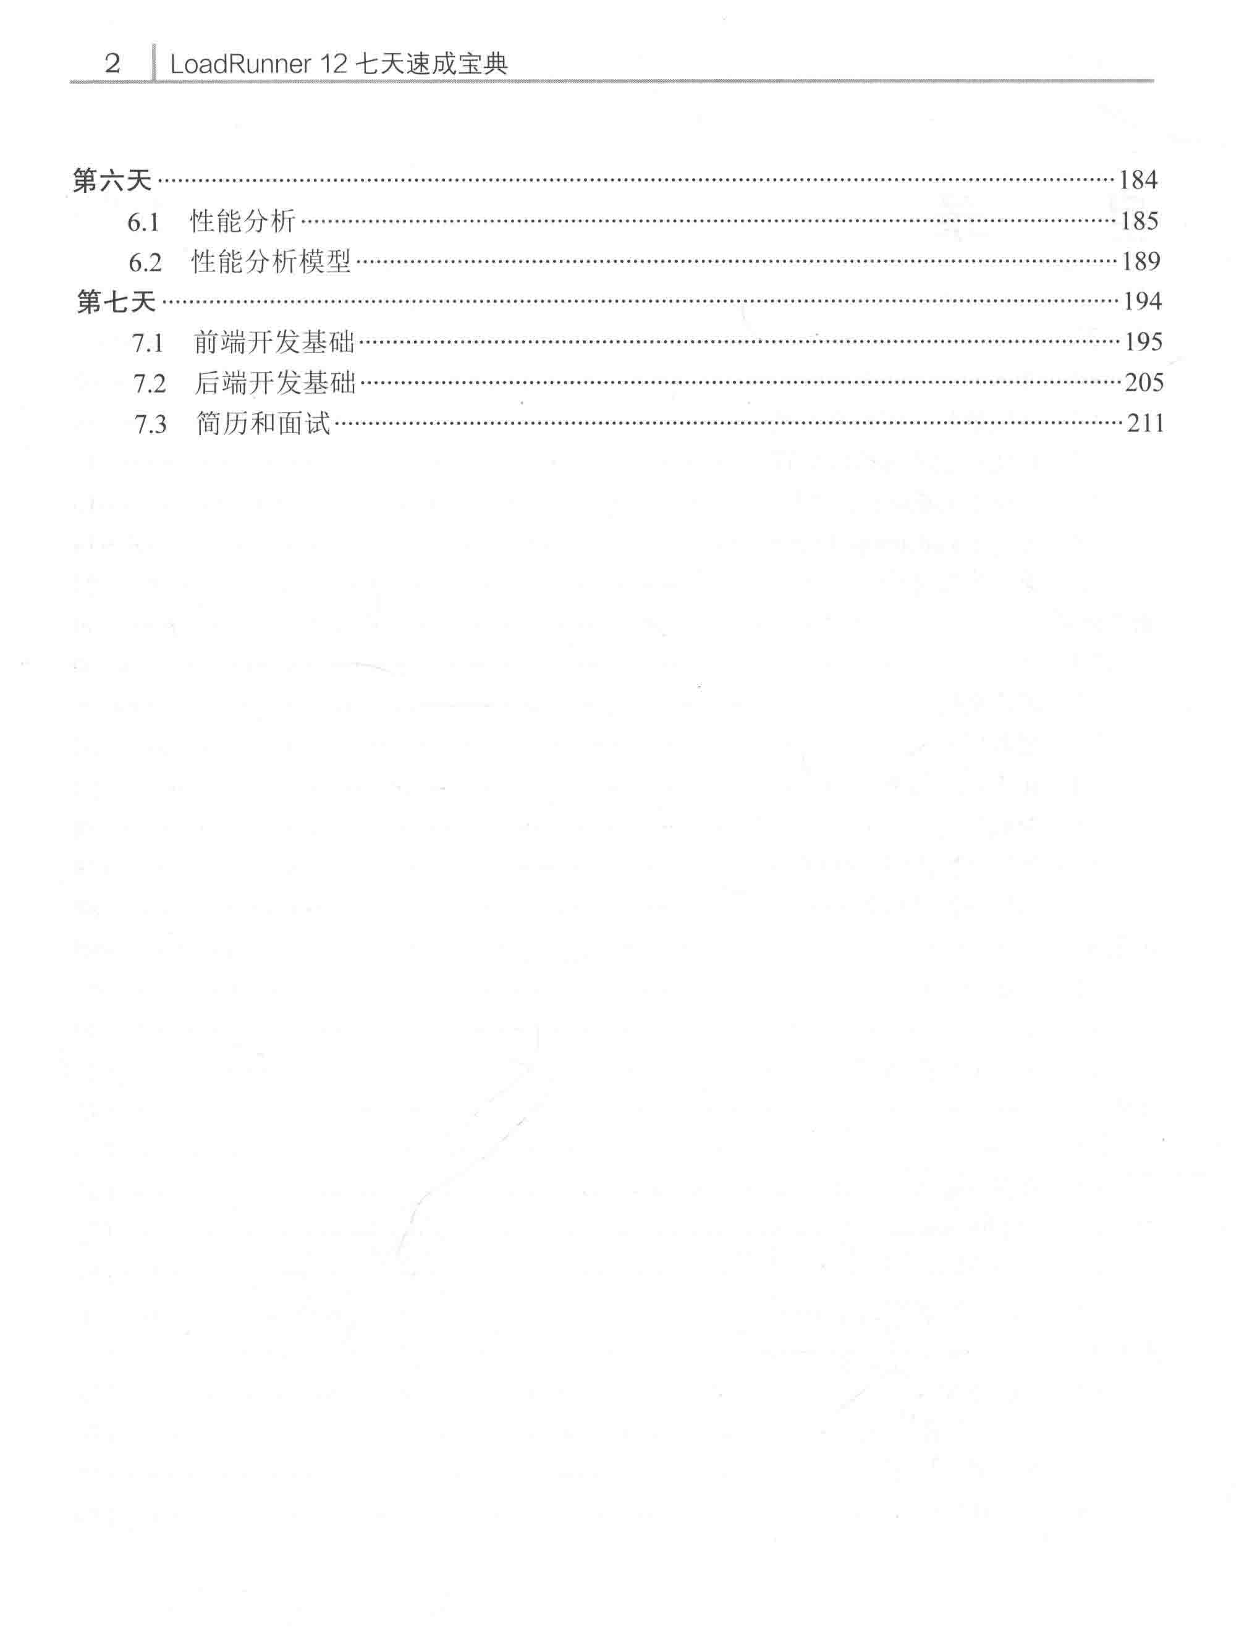 2 LoadRunner 12 七天速成宝典
第六天 184
6.1 性能分析 185
6.2 性能分析模型 189
第七天 194
7.1 前端开发基础 195
7.2 后端开发基础 205
7.3 简历和面试 211